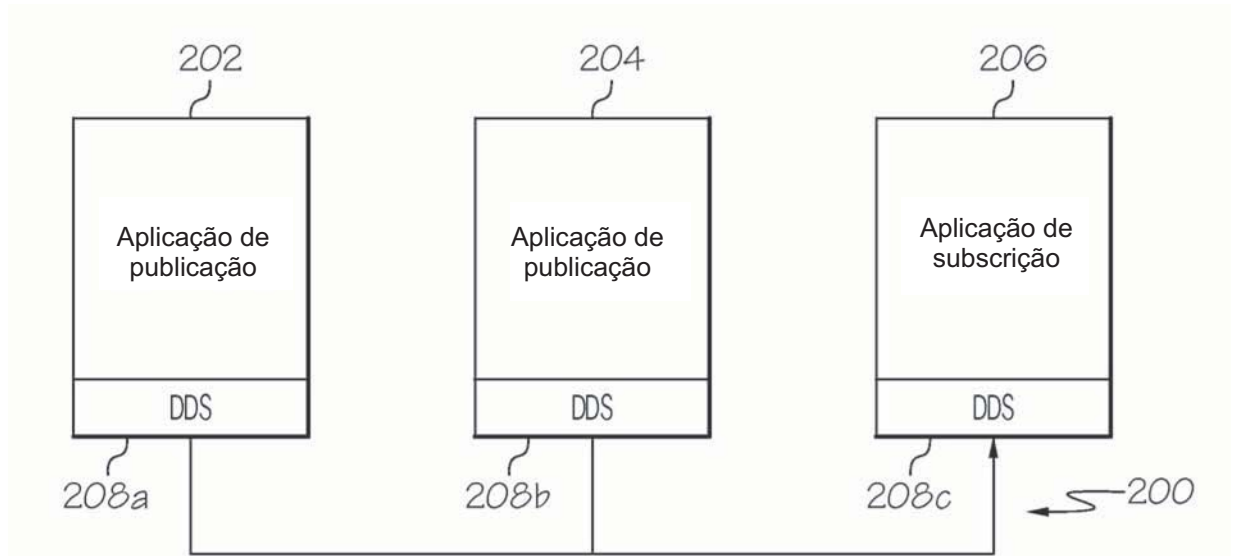 202
204
206
Aplicação de
publicação
Aplicação de
publicação
Aplicação de
subscrição
DDS
DDS
DDS
208a
208b
208c
200